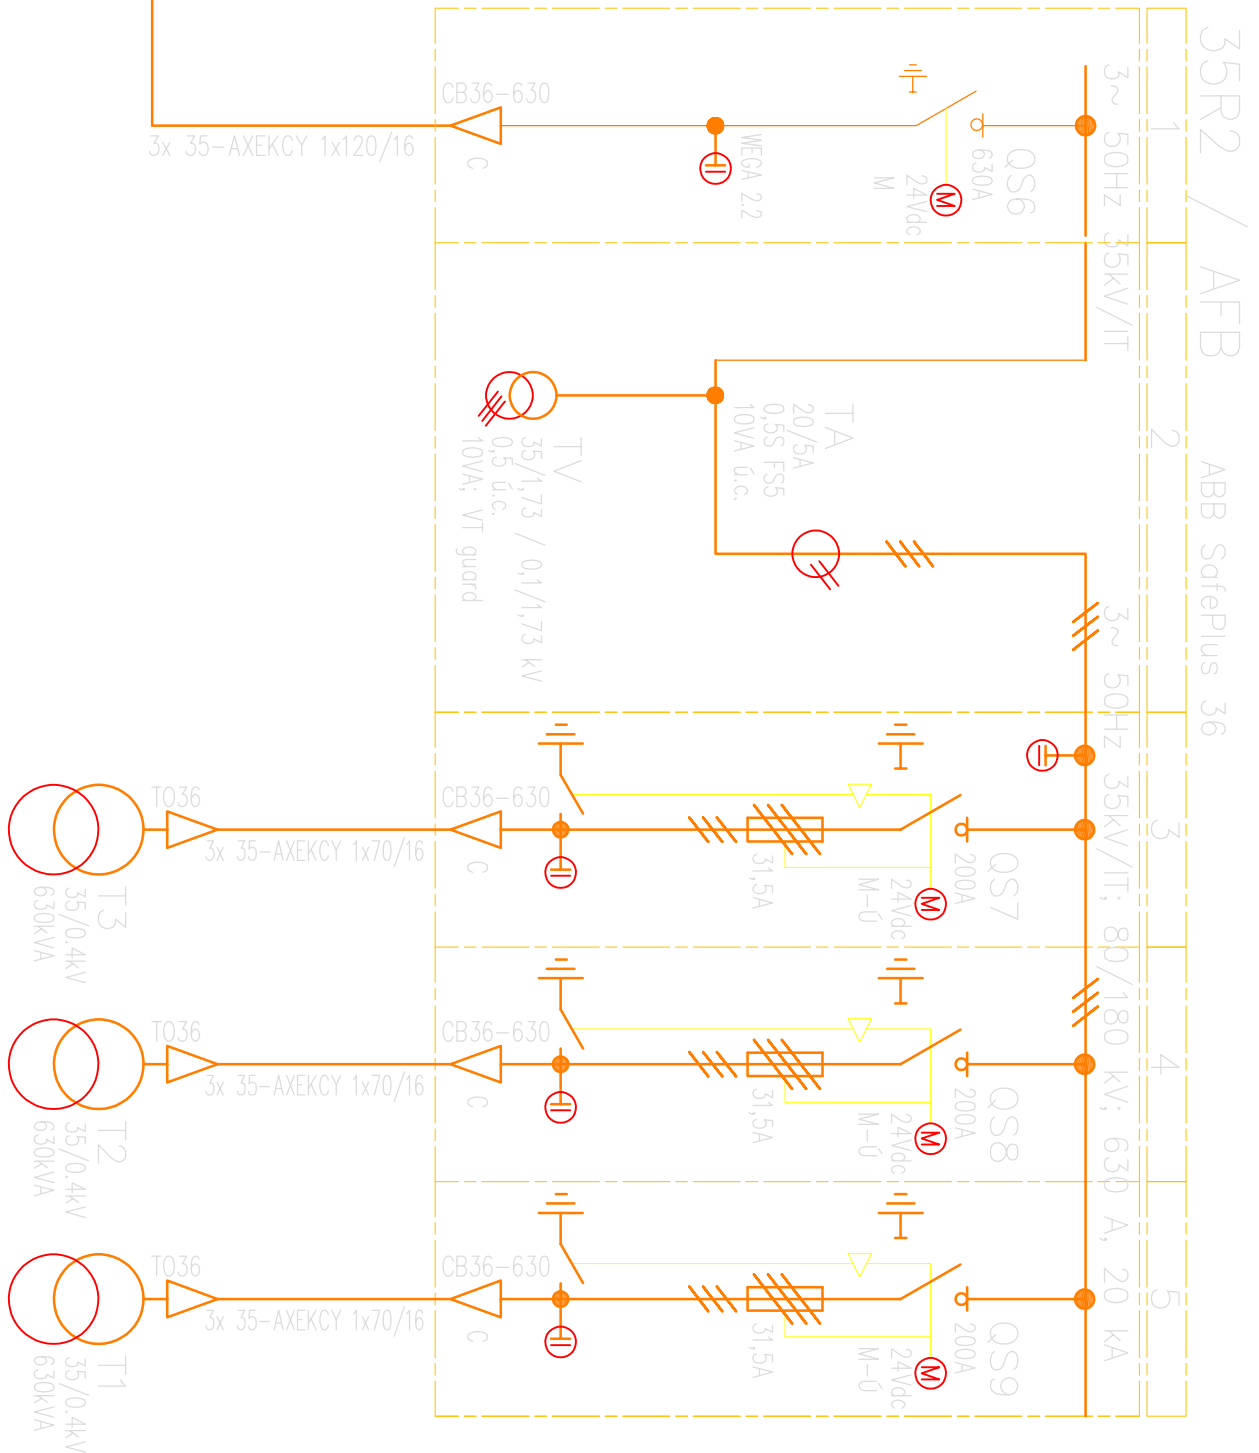 35R2 / AFB
ABB SafePlus 36
1
2
3
4
5
3~ 50Hz 35kV/IT
3~ 50Hz 35kV/IT; 80/180 kV; 630 A, 20 kA
QS6
630A
M
24Vdc
M
WEGA 2.2
CB36-630
C
3x 35-AXEKCY 1x120/16
TA
20/5A
0,5S FS5
10VA ú.c.
TV
35/1,73 / 0,1/1,73 kV
0,5 ú.c.
10VA; VT guard
QS7
200A
M
24Vdc
M-Ú
31,5A
CB36-630
C
3x 35-AXEKCY 1x70/16
TO36
T3
35/0.4kV
630kVA
QS8
200A
M
24Vdc
M-Ú
31,5A
CB36-630
C
3x 35-AXEKCY 1x70/16
TO36
T2
35/0.4kV
630kVA
QS9
200A
M
24Vdc
M-Ú
31,5A
CB36-630
C
3x 35-AXEKCY 1x70/16
TO36
T1
35/0.4kV
630kVA